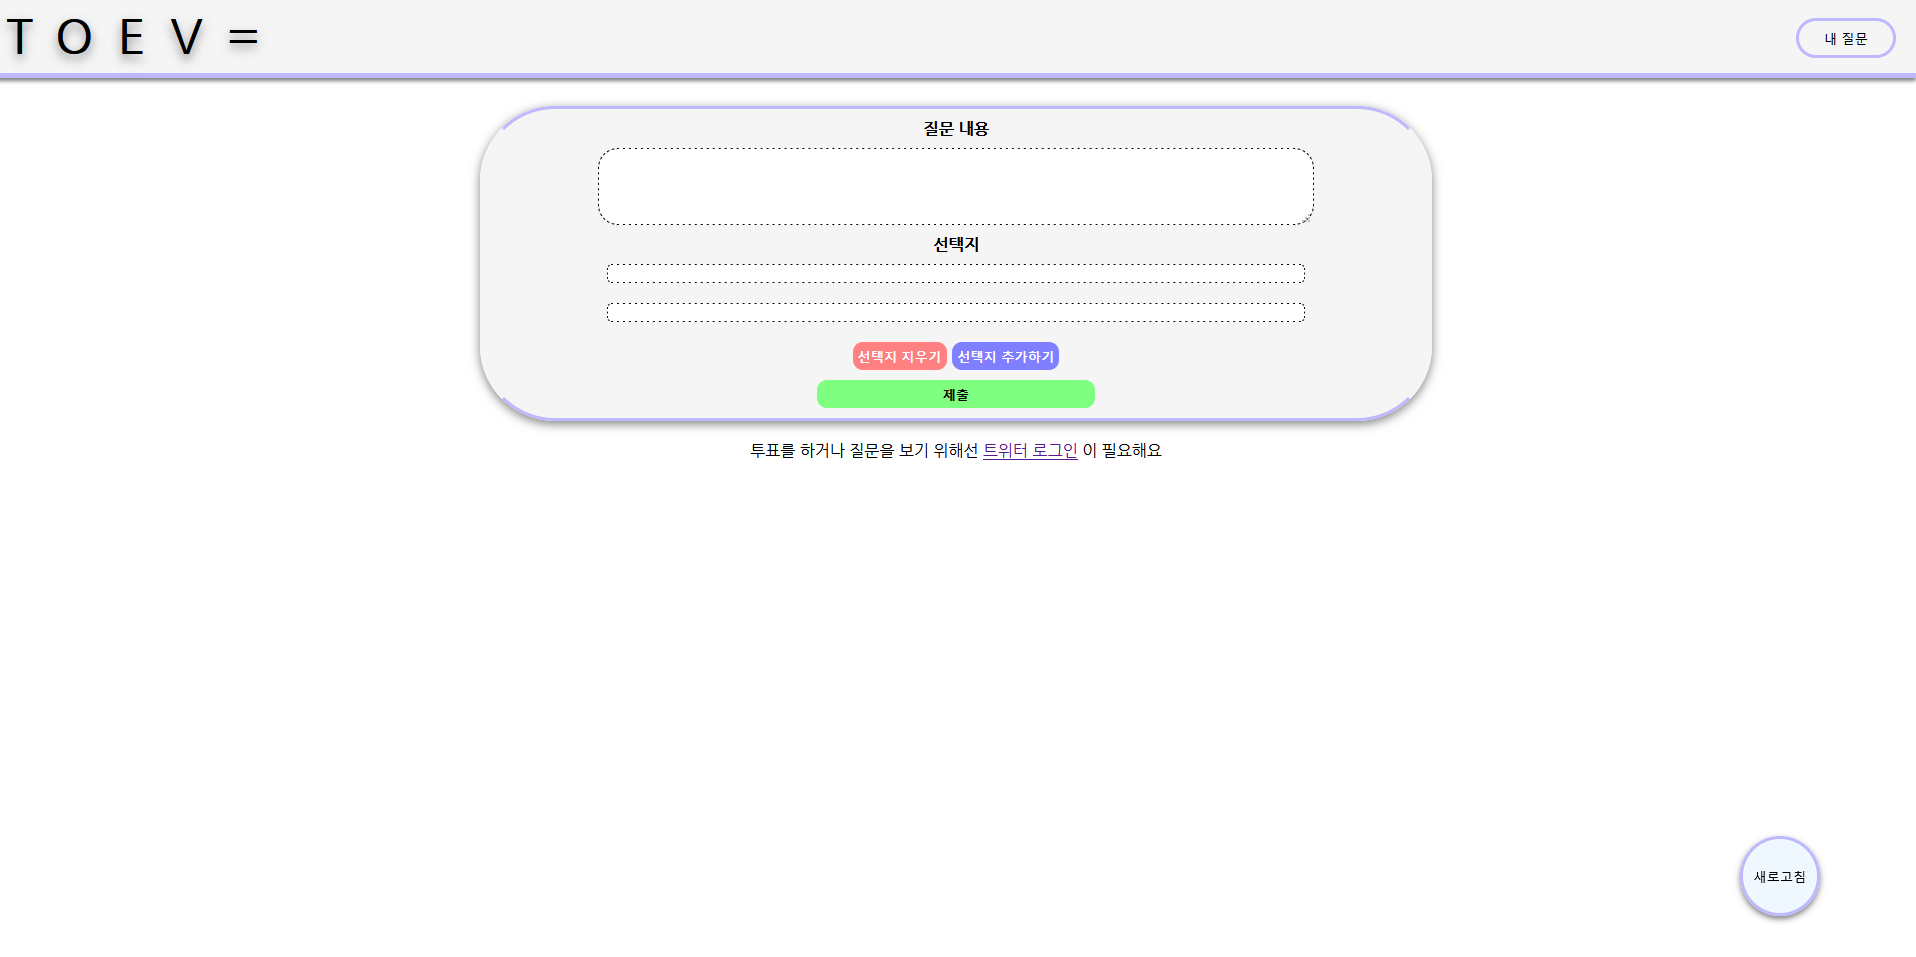 T O E V =
내 질문
질문 내용
선택지
선택지 지우기 선택지 추가하기
제출
투표를 하거나 질문을 보기 위해선 트위터 로그인 이 필요해요
새로고침